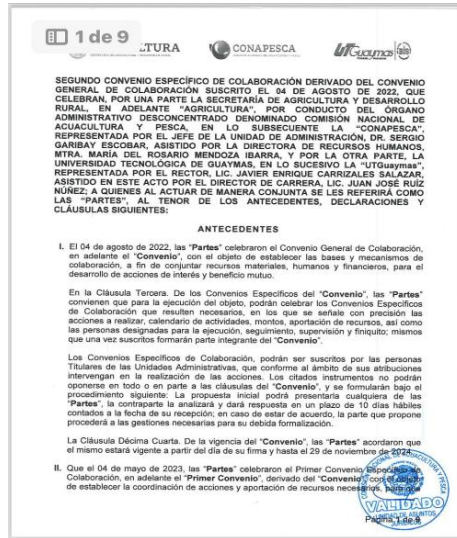 1 de 9
LTURA
CONAPESCA
UTGuaymas
SEGUNDO CONVENIO ESPECÍFICO DE COLABORACIÓN DERIVADO DEL CONVENIO
GENERAL DE COLABORACIÓN SUSCRITO EL 04 DE AGOSTO DE 2022, QUE
CELEBRAN, POR UNA PARTE LA SECRETARÍA DE AGRICULTURA Y DESARROLLO
RURAL, EN ADELANTE "AGRICULTURA", POR CONDUCTO DEL ÓRGANO
ADMINISTRATIVO DESCONCENTRADO DENOMINADO COMISIÓN NACIONAL DE
ACUACULTURA Y PESCA, EN LO SUBSECUENTE LA "CONAPESCA",
REPRESENTADA POR EL JEFE DE LA UNIDAD DE ADMINISTRACIÓN, DR. SERGIO
GARIBAY ESCOBAR, ASISTIDO POR LA DIRECTORA DE RECURSOS HUMANOS,
MTRA. MARÍA DEL ROSARIO MENDOZA IBARRA, Y POR LA OTRA PARTE, LA
UNIVERSIDAD TECNOLÓGICA DE GUAYMAS, EN LO SUCESIVO LA "UTGuaymas",
REPRESENTADA POR EL RECTOR, LIC. JAVIER ENRIQUE CARRIZALES SALAZAR,
ASISTIDO EN ESTE ACTO POR EL DIRECTOR DE CARRERA, LIC. JUAN JOSÉ RUÍZ
NÚÑEZ; A QUIENES AL ACTUAR DE MANERA CONJUNTA SE LES REFERIRÁ COMO
LAS "PARTES", AL TENOR DE LOS ANTECEDENTES, DECLARACIONES Y
CLÁUSULAS SIGUIENTES:
ANTECEDENTES
I. El 04 de agosto de 2022, las "Partes" celebraron el Convenio General de Colaboración,
en adelante el "Convenio", con el objeto de establecer las bases y mecanismos de
colaboración, a fin de conjuntar recursos materiales, humanos y financieros, para el
desarrollo de acciones de interés y beneficio mutuo.
En la Cláusula Tercera. De los Convenios Específicos del "Convenio", las "Partes"
convienen que para la ejecución del objeto, podrán celebrar los Convenios Específicos
de Colaboración que resulten necesarios, en los que se señale con precisión las
acciones a realizar, calendario de actividades, montos, aportación de recursos, así como
las personas designadas para la ejecución, seguimiento, supervisión y finiquito; mismos
que una vez suscritos formarán parte integrante del "Convenio".
Los Convenios Específicos de Colaboración, podrán ser suscritos por las personas
Titulares de las Unidades Administrativas, que conforme al ámbito de sus atribuciones
intervengan en la realización de las acciones. Los citados instrumentos no podrán
oponerse en todo o en parte a las cláusulas del "Convenio", y se formularán bajo el
procedimiento siguiente: La propuesta inicial podrá presentarla cualquiera de las
"Partes", la contraparte la analizará y dará respuesta en un plazo de 10 días hábiles
contados a la fecha de su recepción; en caso de estar de acuerdo, la parte que propone
procederá a las gestiones necesarias para su debida formalización.
La Cláusula Décima Cuarta. De la vigencia del "Convenio", las "Partes" acordaron que
el mismo estará vigente a partir del día de su firma y hasta el 29 de noviembre de 2024.
II. Que el 04 de mayo de 2023, las "Partes" celebraron el Primer Convenio Específico de
Colaboración, en adelante el "Primer Convenio", derivado del "Convenio", con el objeto
de establecer la coordinación de acciones y aportación de recursos necesarios, para que
VALIDADO
UNIDAD DE ASUNTOS
Página 1 de 9